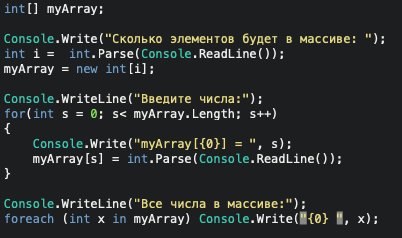 int[] myArray;
Console.Write("Сколько элементов будет в массиве: ");
int i =  int.Parse(Console.ReadLine());
myArray = new int[i];
Console.WriteLine("Введите числа:");
for(int s = 0; s< myArray.Length; s++)
{
    Console.Write("myArray[{0}] = ", s);
    myArray[s] = int.Parse(Console.ReadLine());
}
Console.WriteLine("Все числа в массиве:");
foreach (int x in myArray) Console.Write("{0} ", x);